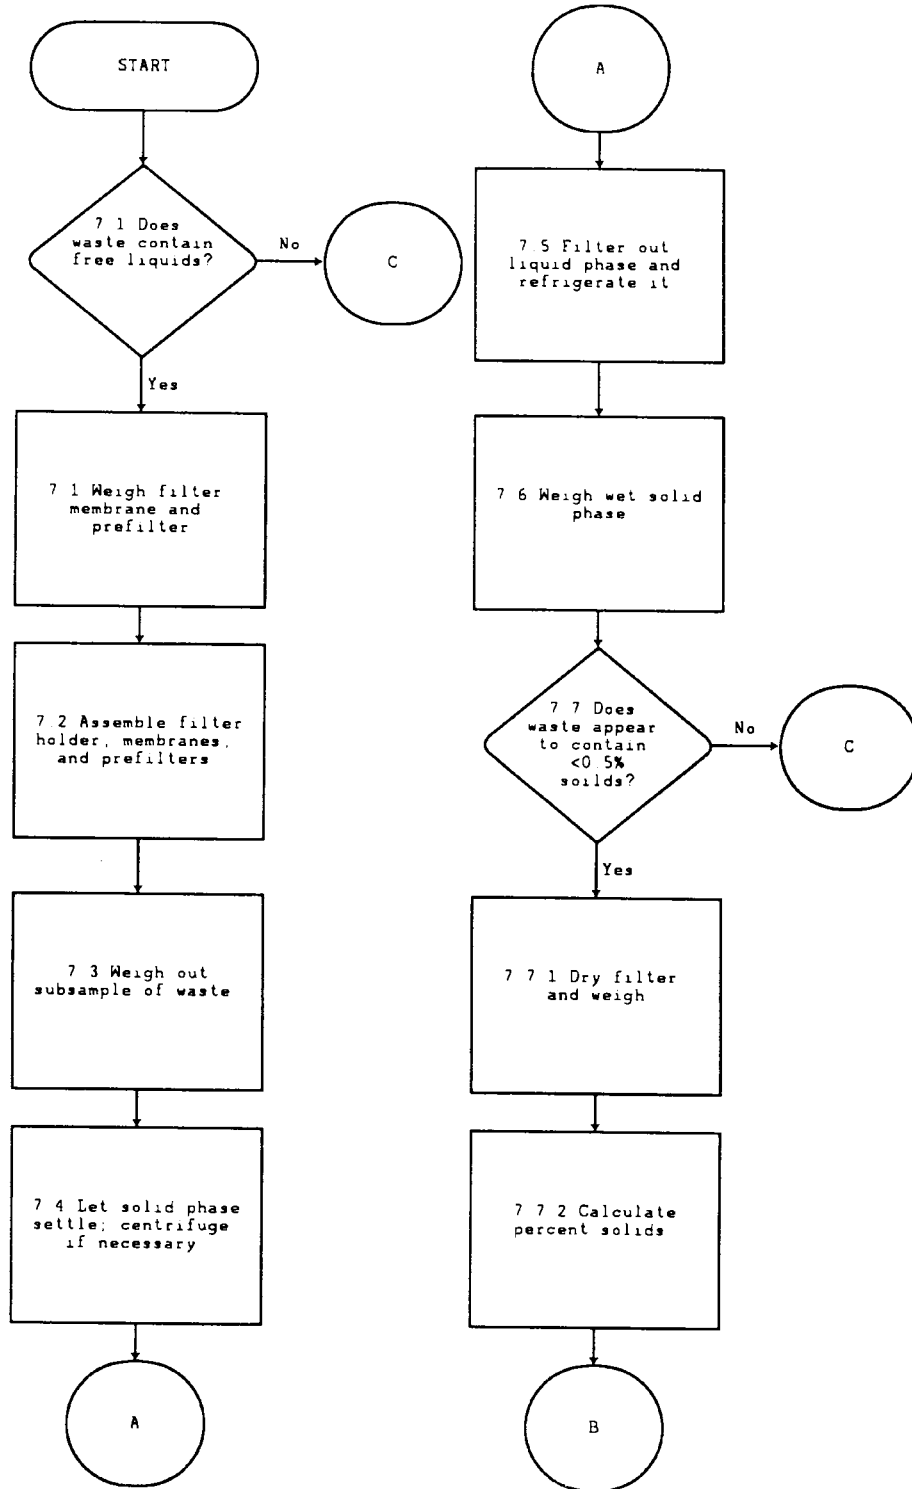 START
7 1 Does
waste contain
free liquids?
No
C
Yes
7 1 Weigh filter
membrane and
prefilter
7.2 Assemble filter
holder, membranes,
and prefilters
7 3 Weigh out
subsample of waste
7 4 Let solid phase
settle; centrifuge
if necessary
A
A
7.5 Filter out
liquid phase and
refrigerate it
7 6 Weigh wet solid
phase
7 7 Does
waste appear
to contain
<0.5%
soilds?
No
C
Yes
7 7 1 Dry filter
and weigh
7 7 2 Calculate
percent solids
B